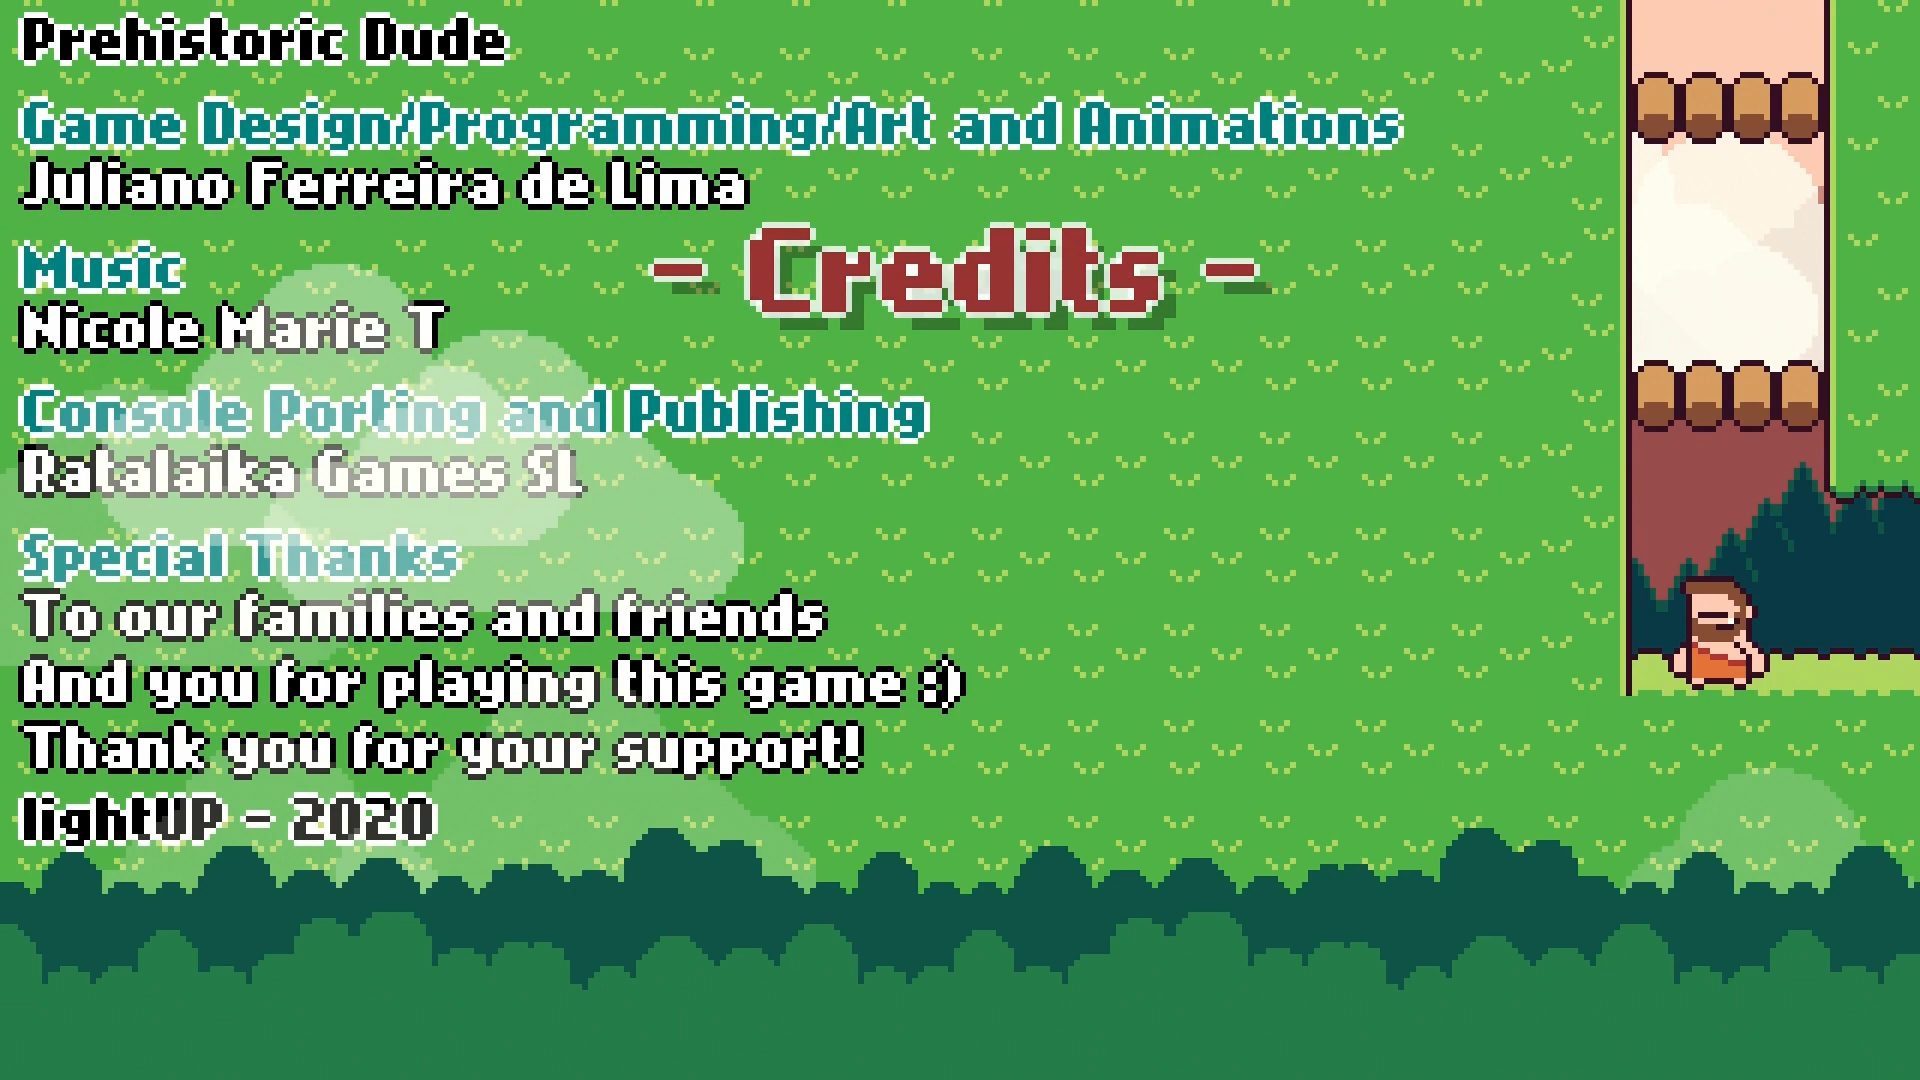 Prehistoric Dude
Game Design/Programming/Art and Animations
Juliano Ferreira de Lima
- Credits -
Music
Nicole Marie T
Console Porting and Publishing
Ratalaika Games SL
Special Thanks
To our families and friends
And you for playing this game :)
Thank you for your support!
lightUP - 2020